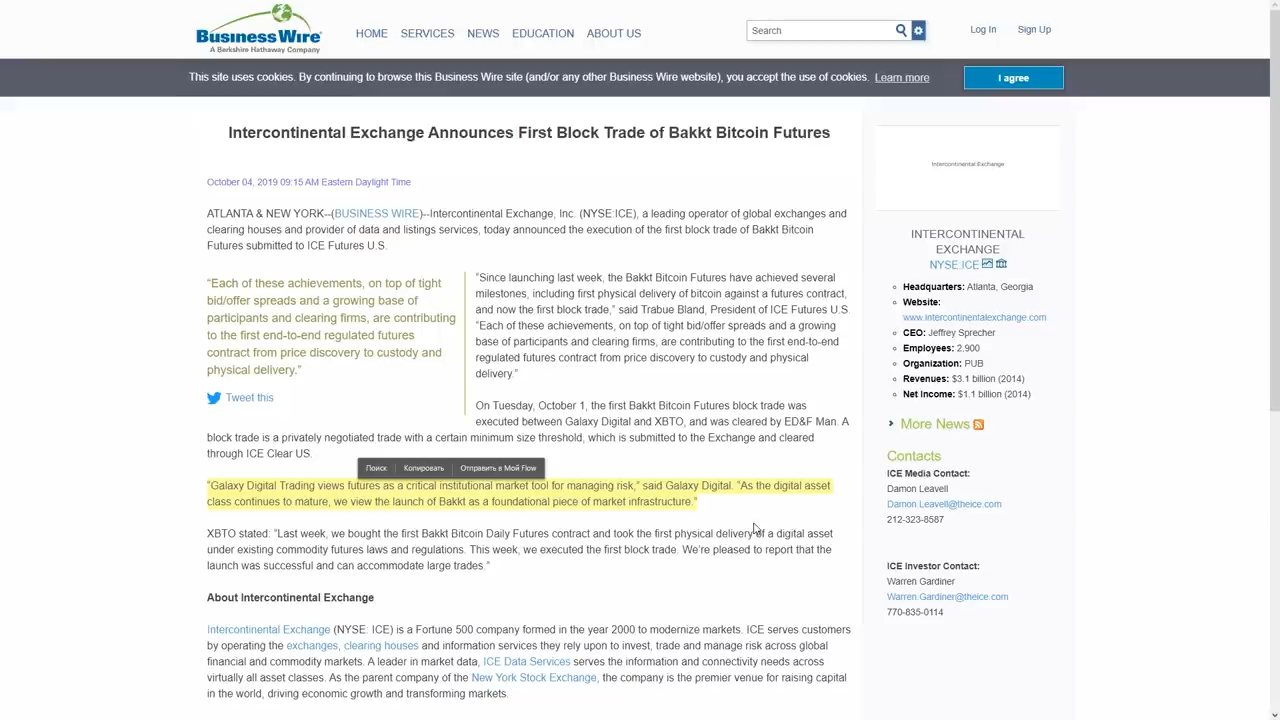 BUSINESS WIRE
A Berkshire Hathaway Company
HOME SERVICES NEWS EDUCATION ABOUT US
Search
Log In Sign Up
This site uses cookies. By continuing to browse this Business Wire site (and/or any other Business Wire website), you accept the use of cookies. Learn more
I agree
Intercontinental Exchange Announces First Block Trade of Bakkt Bitcoin Futures
October 04, 2019 09:15 AM Eastern Daylight Time
ATLANTA & NEW YORK--(BUSINESS WIRE)--Intercontinental Exchange, Inc. (NYSE:ICE), a leading operator of global exchanges and
clearing houses and provider of data and listings services, today announced the execution of the first block trade of Bakkt Bitcoin
Futures submitted to ICE Futures U.S.
“Each of these achievements, on top of tight
bid/offer spreads and a growing base of
participants and clearing firms, are contributing
to the first end-to-end regulated futures
contract from price discovery to custody and
physical delivery.”
Tweet this
“Since launching last week, the Bakkt Bitcoin Futures have achieved several
milestones, including first physical delivery of bitcoin against a futures contract,
and now the first block trade,” said Trabue Bland, President of ICE Futures U.S.
“Each of these achievements, on top of tight bid/offer spreads and a growing
base of participants and clearing firms, are contributing to the first end-to-end
regulated futures contract from price discovery to custody and physical
delivery.”
On Tuesday, October 1, the first Bakkt Bitcoin Futures block trade was
executed between Galaxy Digital and XBTO, and was cleared by ED&F Man. A
block trade is a privately negotiated trade with a certain minimum size threshold, which is submitted to the Exchange and cleared
through ICE Clear US.
Поиск Копировать Отправить в Мой Flow
“Galaxy Digital Trading views futures as a critical institutional market tool for managing risk,” said Galaxy Digital. “As the digital asset
class continues to mature, we view the launch of Bakkt as a foundational piece of market infrastructure.”
XBTO stated: “Last week, we bought the first Bakkt Bitcoin Daily Futures contract and took the first physical delivery of a digital asset
under existing commodity futures laws and regulations. This week, we executed the first block trade. We’re pleased to report that the
launch was successful and can accommodate large trades.”
About Intercontinental Exchange
Intercontinental Exchange (NYSE: ICE) is a Fortune 500 company formed in the year 2000 to modernize markets. ICE serves customers
by operating the exchanges, clearing houses and information services they rely upon to invest, trade and manage risk across global
financial and commodity markets. A leader in market data, ICE Data Services serves the information and connectivity needs across
virtually all asset classes. As the parent company of the New York Stock Exchange, the company is the premier venue for raising capital
in the world, driving economic growth and transforming markets.
Intercontinental Exchange
INTERCONTINENTAL
EXCHANGE
NYSE:ICE
Headquarters: Atlanta, Georgia
Website:
www.intercontinentalexchange.com
CEO: Jeffrey Sprecher
Employees: 2,900
Organization: PUB
Revenues: $3.1 billion (2014)
Net Income: $1.1 billion (2014)
More News
Contacts
ICE Media Contact:
Damon Leavell
Damon.Leavell@theice.com
212-323-8587
ICE Investor Contact:
Warren Gardiner
Warren.Gardiner@theice.com
770-835-0114